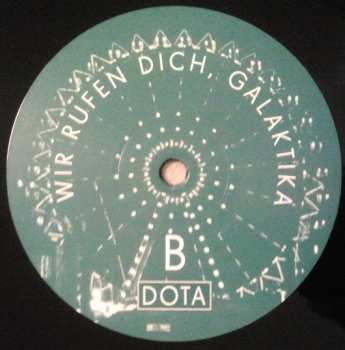 WIR RUFEN DICH, GALAKTIKA
B
DOTA